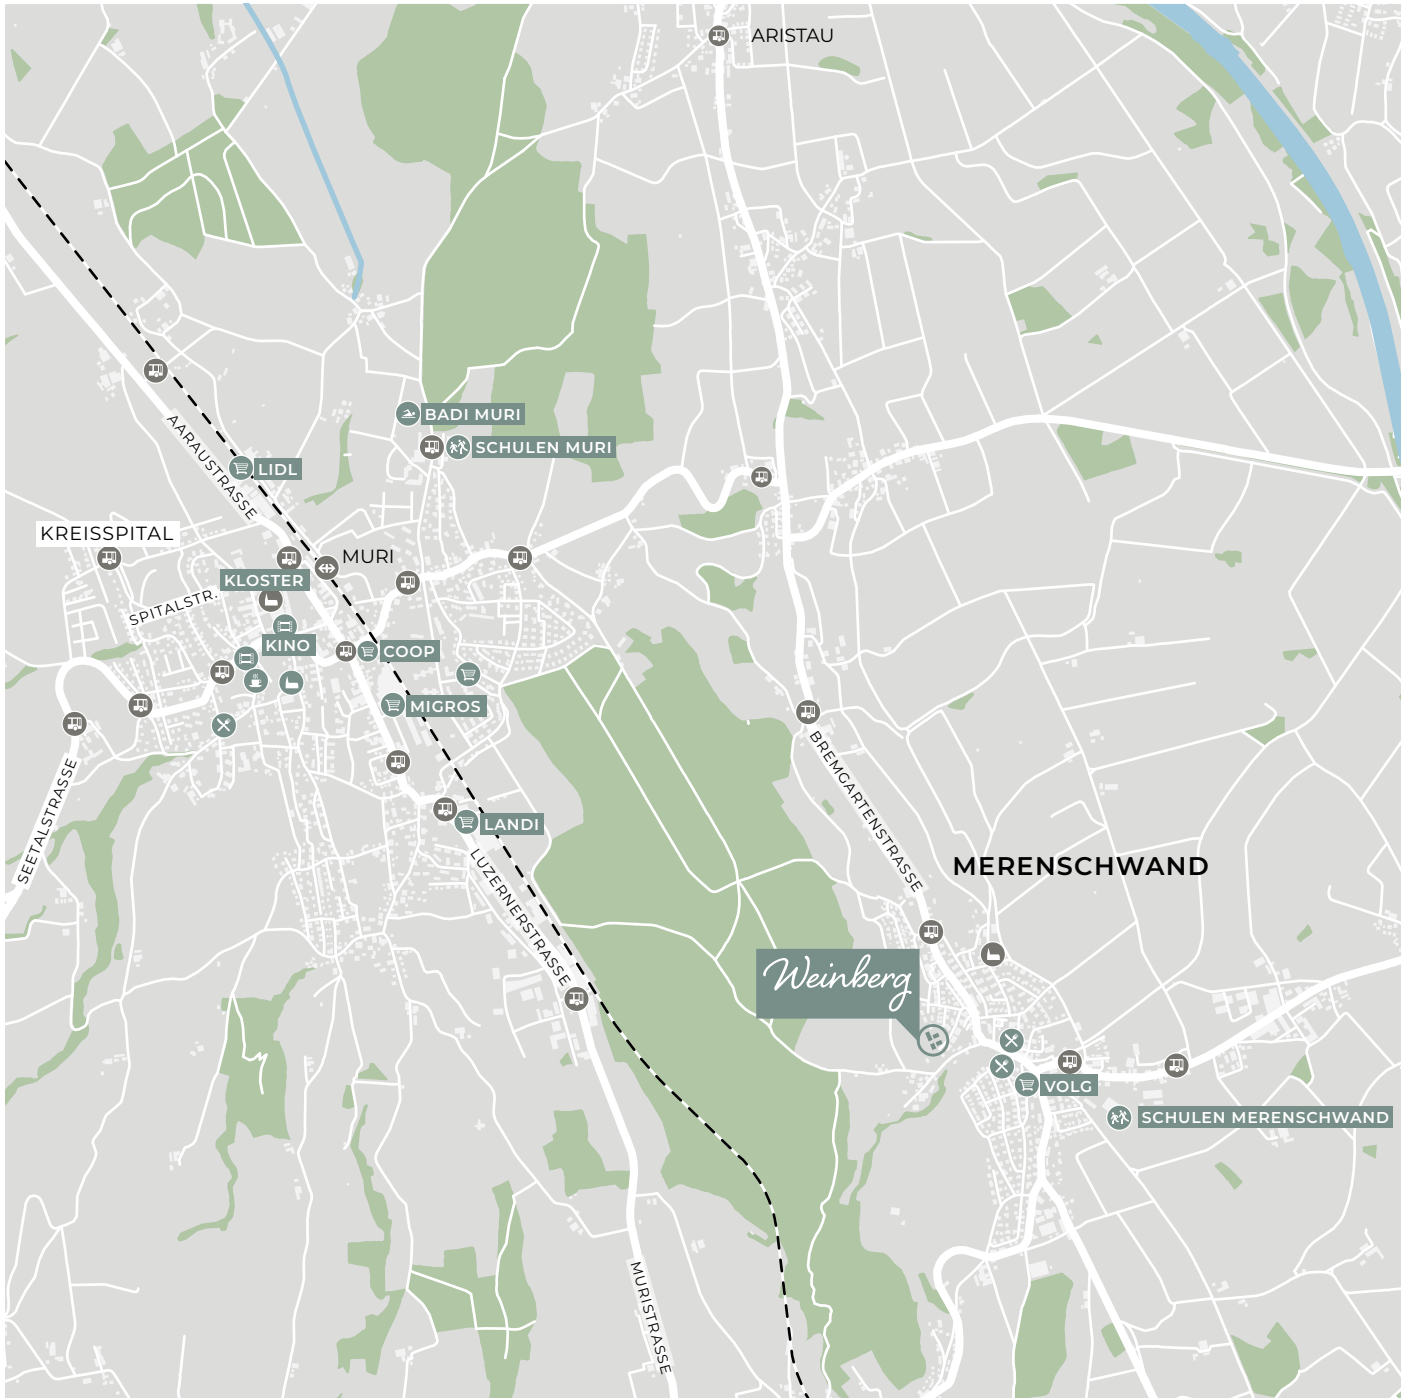 ARISTAU
BADI MURI
SCHULEN MURI
AARAUSTRASSE
LIDL
KREISSPITAL
MURI
KLOSTER
SPITALSTR.
KINO
COOP
MIGROS
SEETALSTRASSE
LANDI
LUZERNERSTRASSE
BREMGARTENSTRASSE
MERENSCHWAND
Weinberg
VOLG
SCHULEN MERENSCHWAND
MURISTRASSE